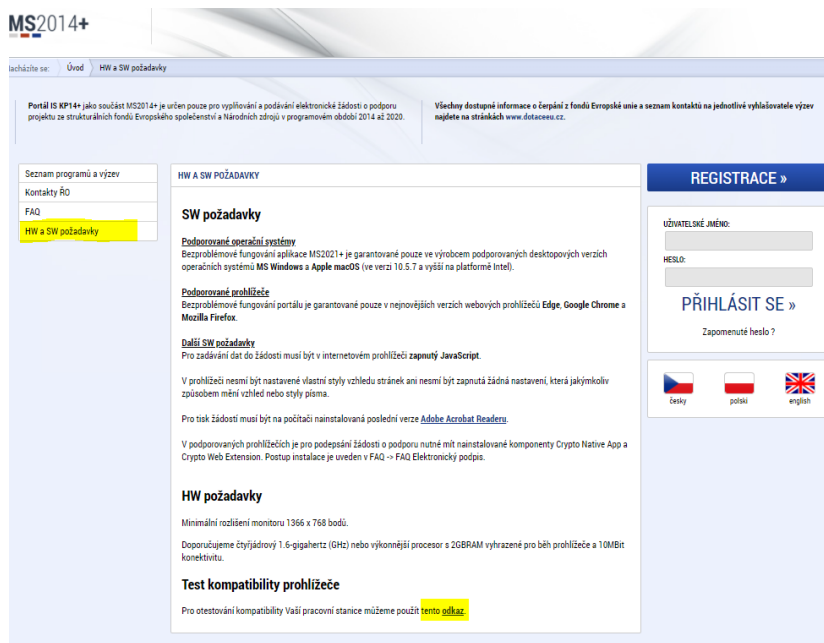 MS2014+
Nacházíte se: Úvod HW a SW požadavky
Portál IS KP14+ jako součást MS2014+ je určen pouze pro vyplňování a podávání elektronické žádosti o podporu
projektu ze strukturálních fondů Evropského společenství a Národních zdrojů v programovém období 2014 až 2020.
Všechny dostupné informace o čerpání z fondů Evropské unie a seznam kontaktů na jednotlivé vyhlašovatele výzev
najdete na stránkách www.dotaceeu.cz.
Seznam programů a výzev
Kontakty ŘO
FAQ
HW a SW požadavky
HW A SW POŽADAVKY
SW požadavky
Podporované operační systémy
Bezproblémové fungování aplikace MS2021+ je garantované pouze ve výrobcem podporovaných desktopových verzích
operačních systémů MS Windows a Apple macOS (ve verzi 10.5.7 a vyšší na platformě Intel).
Podporované prohlížeče
Bezproblémové fungování portálu je garantované pouze v nejnovějších verzích webových prohlížečů Edge, Google Chrome a
Mozilla Firefox.
Další SW požadavky
Pro zadávání dat do žádosti musí být v internetovém prohlížeči zapnutý JavaScript.
V prohlížeči nesmí být nastavené vlastní styly vzhledu stránek ani nesmí být zapnutá žádná nastavení, která jakýmkoliv
způsobem mění vzhled nebo styly písma.
Pro tisk žádostí musí být na počítači nainstalovaná poslední verze Adobe Acrobat Readeru.
V podporovaných prohlížečích je pro podepsání žádosti o podporu nutné mít nainstalované komponenty Crypto Native App a
Crypto Web Extension. Postup instalace je uveden v FAQ -> FAQ Elektronický podpis.
HW požadavky
Minimální rozlišení monitoru 1366 x 768 bodů.
Doporučujeme čtyřjádrový 1.6-gigahertz (GHz) nebo výkonnější procesor s 2GBRAM vyhrazené pro běh prohlížeče a 10MBit
konektivitu.
Test kompatibility prohlížeče
Pro otestování kompatibility Vaší pracovní stanice můžeme použít tento odkaz.
REGISTRACE »
UŽIVATELSKÉ JMÉNO:
HESLO:
PŘIHLÁSIT SE »
Zapomenuté heslo ?
česky polski english